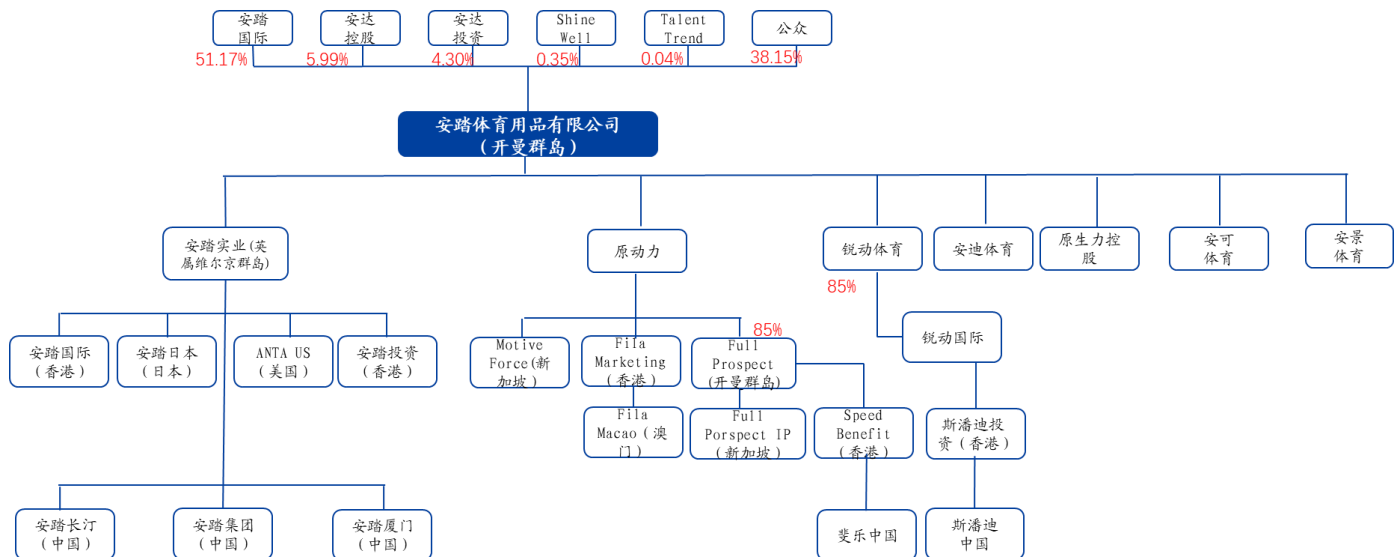 安踏
国际
安达
控股
安达
投资
Shine
Well
Talent
Trend
公众
51.17%
5.99%
4.30%
0.35%
0.04%
38.15%
安踏体育用品有限公司
（开曼群岛）
安踏实业(英
属维尔京群岛)
原动力
锐动体育
安迪体育
原生力控
股
安可
体育
安景
体育
85%
85%
安踏国际
（香港）
安踏日本
（日本）
ANTA US
（美国）
安踏投资
（香港）
Motive
Force(新
加坡）
Fila
Marketing
（香港）
Full
Prospect
(开曼群岛)
锐动国际
Fila
Macao（澳
门）
Full
Porspect IP
（新加坡）
Speed
Benefit
（香港）
斯潘迪投
资（香港）
安踏长汀
（中国）
安踏集团
（中国）
安踏厦门
（中国）
斐乐中国
斯潘迪
中国